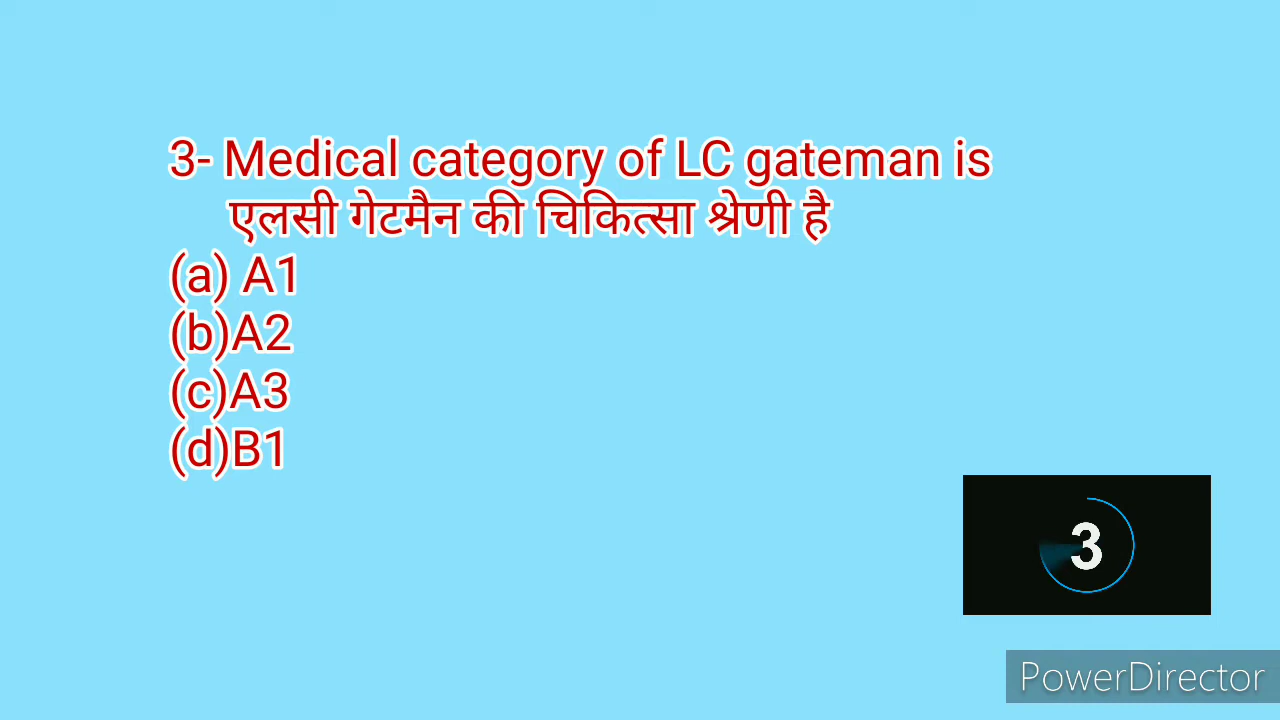 3- Medical category of LC gateman is
एलसी गेटमैन की चिकित्सा श्रेणी है
(a) A1
(b)A2
(c)A3
(d)B1
3
PowerDirector